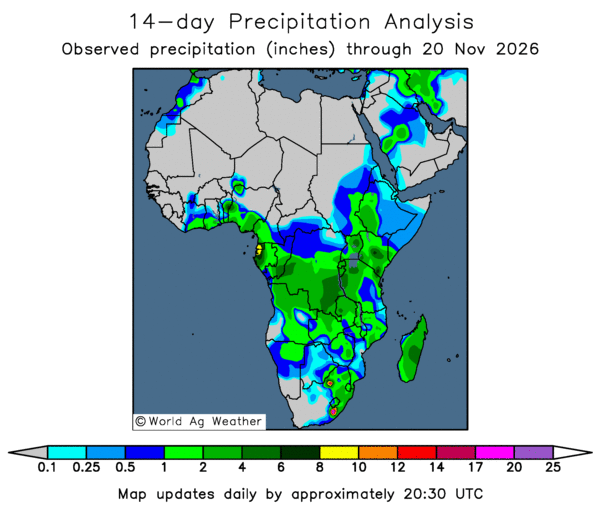 14-day Precipitation Analysis
Observed precipitation (inches) through 20 Nov 2026
© World Ag Weather
0.1 0.25 0.5 1 2 4 6 8 10 12 14 17 20 25
Map updates daily by approximately 20:30 UTC